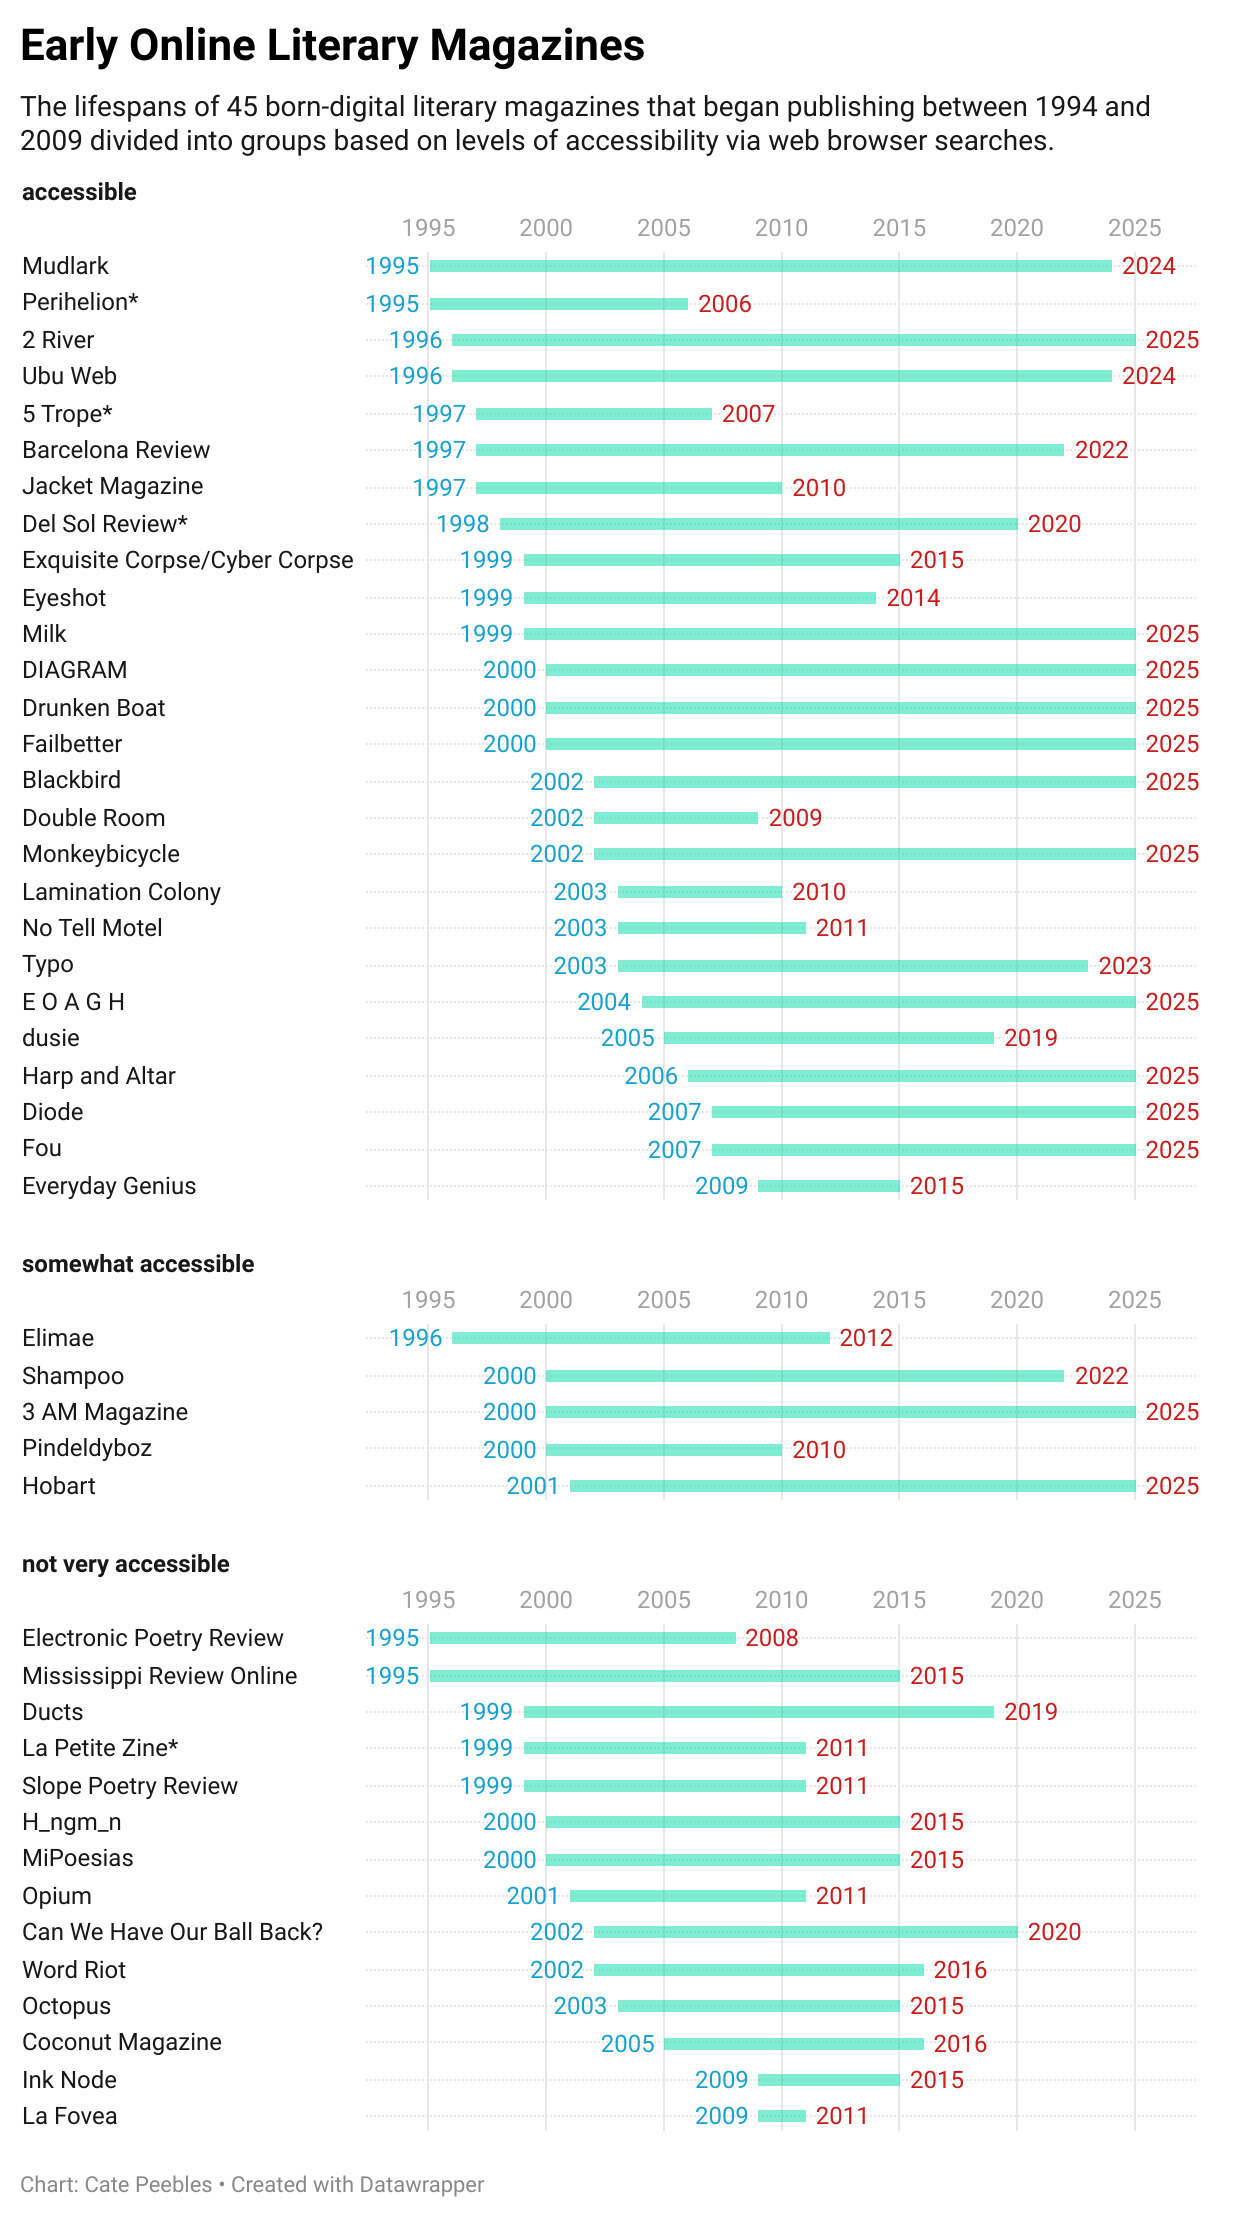 Early Online Literary Magazines
The lifespans of 45 born-digital literary magazines that began publishing between 1994 and
2009 divided into groups based on levels of accessibility via web browser searches.
accessible
1995 2000 2005 2010 2015 2020 2025
Mudlark 1995 2024
Perihelion* 1995 2006
2 River 1996 2025
Ubu Web 1996 2024
5 Trope* 1997 2007
Barcelona Review 1997 2022
Jacket Magazine 1997 2010
Del Sol Review* 1998 2020
Exquisite Corpse/Cyber Corpse 1999 2015
Eyeshot 1999 2014
Milk 1999 2025
DIAGRAM 2000 2025
Drunken Boat 2000 2025
Failbetter 2000 2025
Blackbird 2002 2025
Double Room 2002 2009
Monkeybicycle 2002 2025
Lamination Colony 2003 2010
No Tell Motel 2003 2011
Typo 2003 2023
E O A G H 2004 2025
dusie 2005 2019
Harp and Altar 2006 2025
Diode 2007 2025
Fou 2007 2025
Everyday Genius 2009 2015
somewhat accessible
1995 2000 2005 2010 2015 2020 2025
Elimae 1996 2012
Shampoo 2000 2022
3 AM Magazine 2000 2025
Pindeldyboz 2000 2010
Hobart 2001 2025
not very accessible
1995 2000 2005 2010 2015 2020 2025
Electronic Poetry Review 1995 2008
Mississippi Review Online 1995 2015
Ducts 1999 2019
La Petite Zine* 1999 2011
Slope Poetry Review 1999 2011
H_ngm_n 2000 2015
MiPoesias 2000 2015
Opium 2001 2011
Can We Have Our Ball Back? 2002 2020
Word Riot 2002 2016
Octopus 2003 2015
Coconut Magazine 2005 2016
Ink Node 2009 2015
La Fovea 2009 2011
Chart: Cate Peebles • Created with Datawrapper